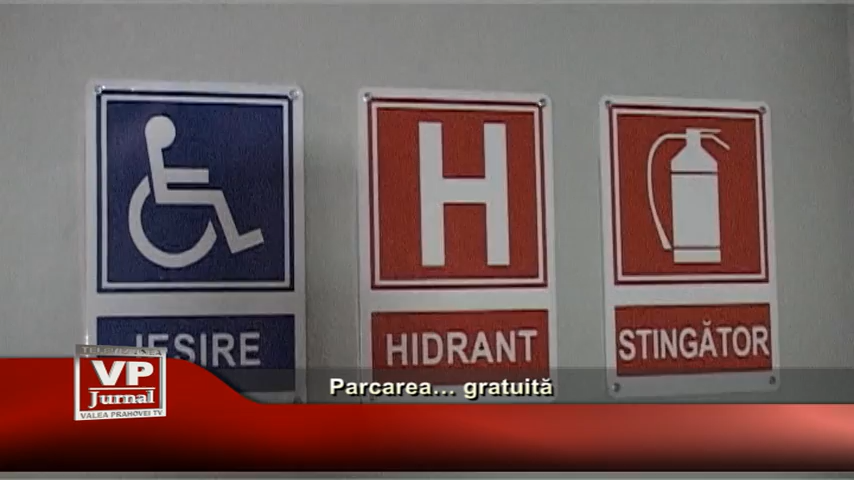 H
IESIRE
HIDRANT
STINGĂTOR
Parcarea... gratuită
VP
Jurnal
VALEA PRAHOVEI TV